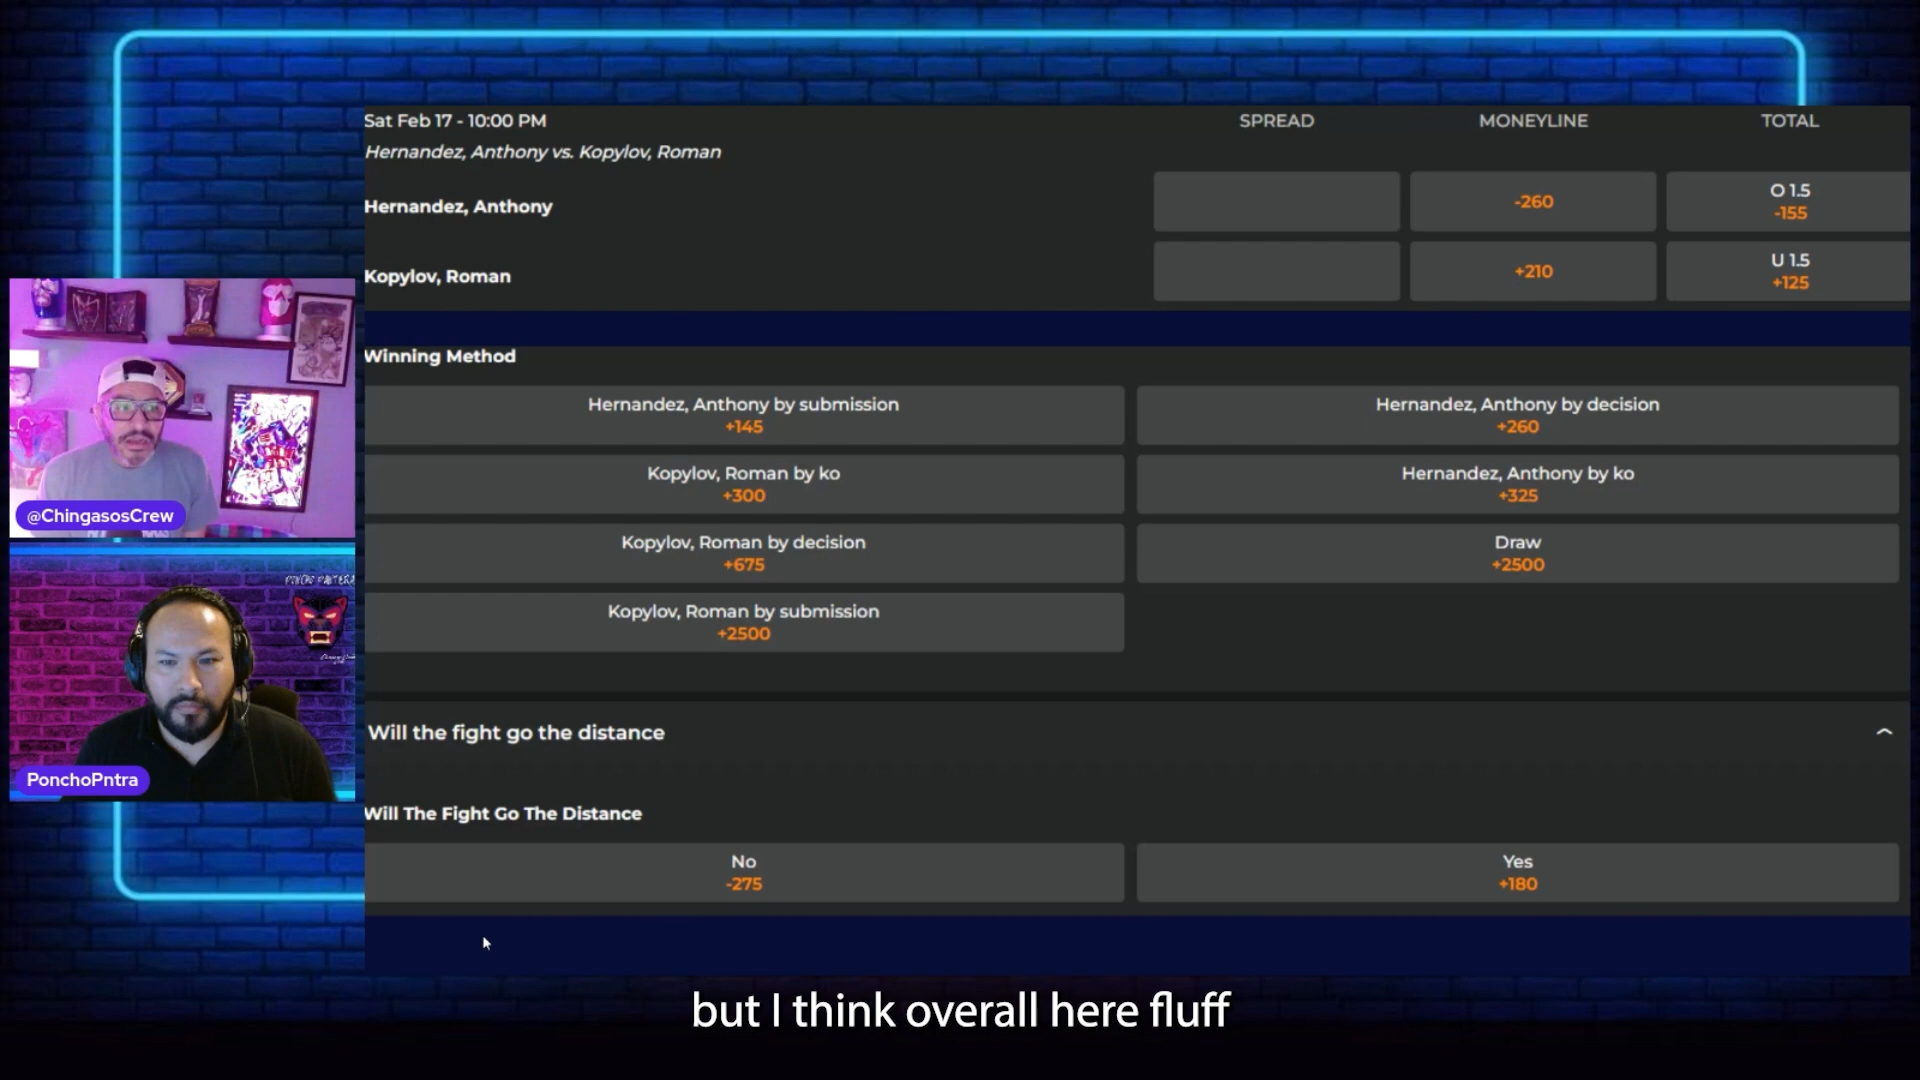 Sat Feb 17 - 10:00 PM
SPREAD
MONEYLINE
TOTAL
Hernandez, Anthony vs. Kopylov, Roman
Hernandez, Anthony
-260
O 1.5
-155
Kopylov, Roman
+210
U 1.5
+125
Winning Method
Hernandez, Anthony by submission
+145
Hernandez, Anthony by decision
+260
Kopylov, Roman by ko
+300
Hernandez, Anthony by ko
+325
Kopylov, Roman by decision
+675
Draw
+2500
Kopylov, Roman by submission
+2500
Will the fight go the distance
Will The Fight Go The Distance
No
-275
Yes
+180
@ChingasosCrew
PONCHO PANTERA
PonchoPntra
but I think overall here fluff